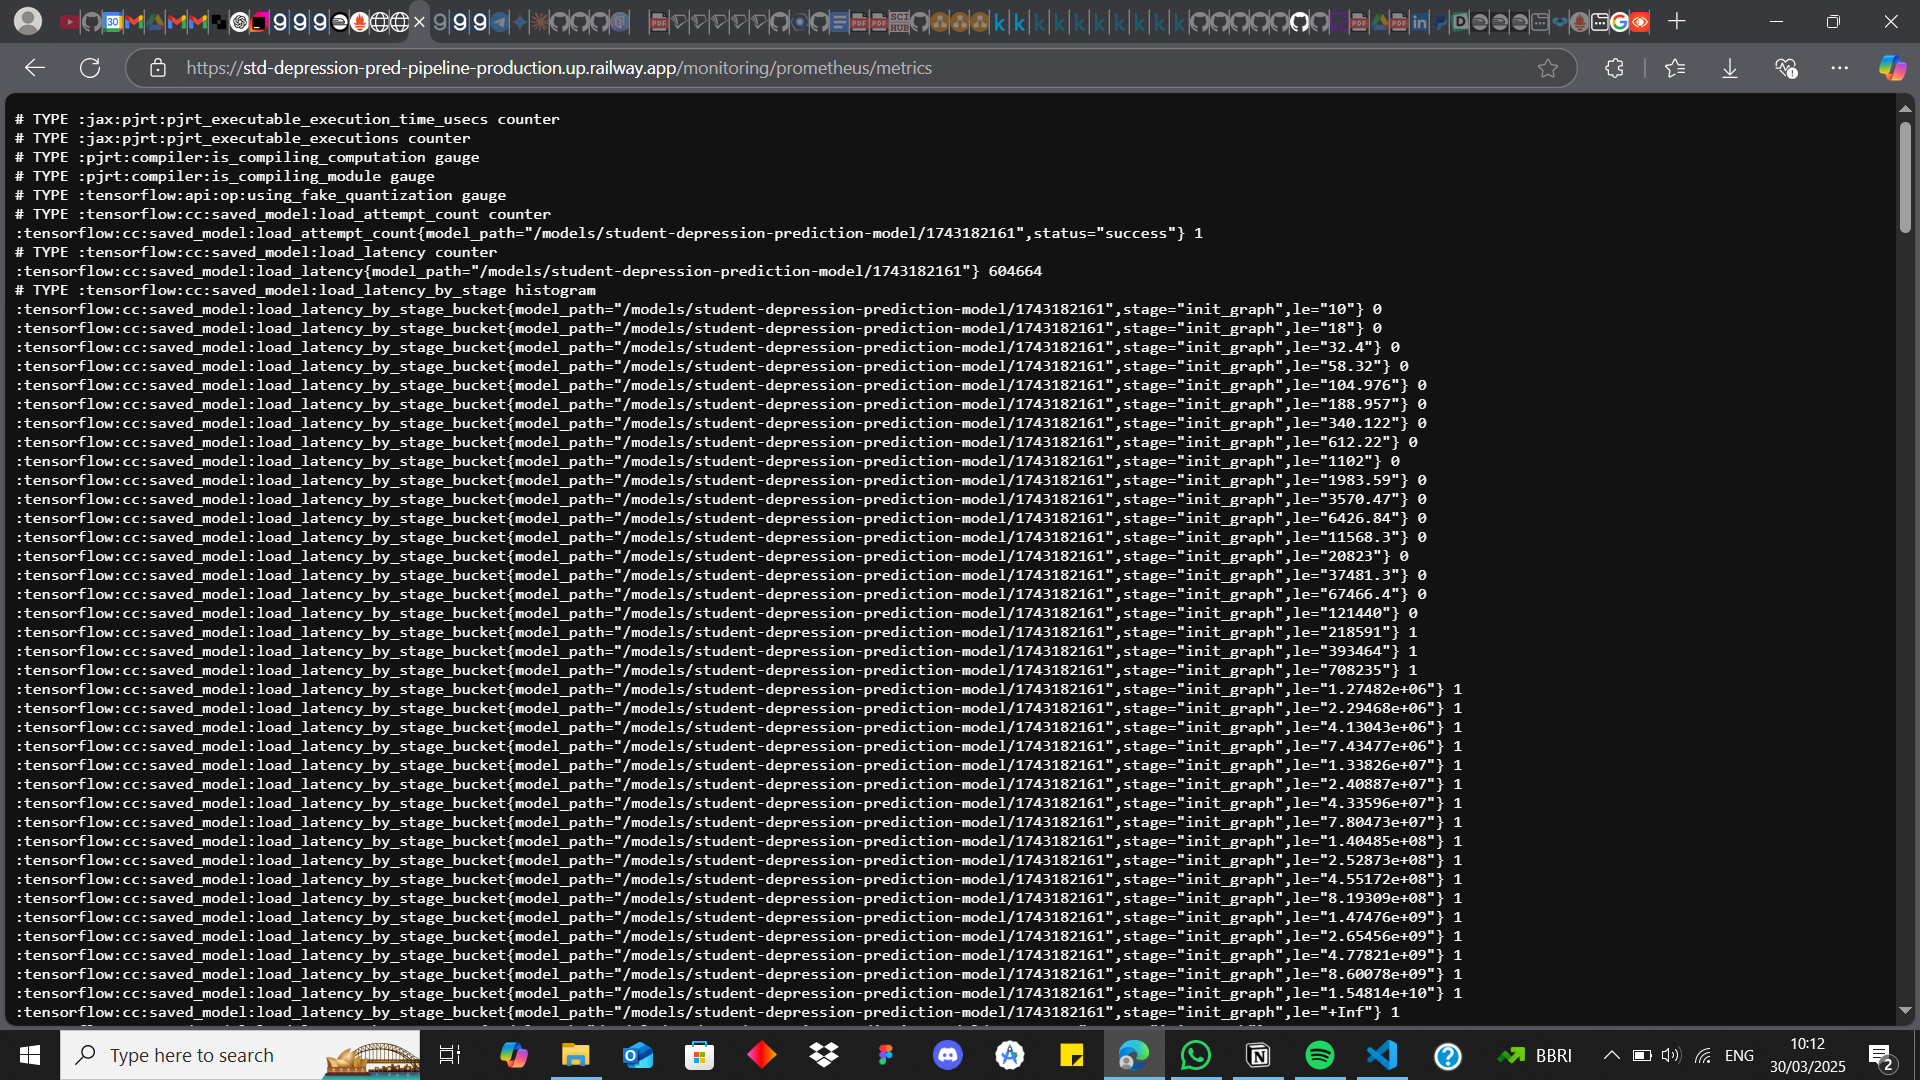 https://std-depression-pred-pipeline-production.up.railway.app/monitoring/prometheus/metrics
# TYPE :jax:pjrt:pjrt_executable_execution_time_usecs counter
# TYPE :jax:pjrt:pjrt_executable_executions counter
# TYPE :pjrt:compiler:is_compiling_computation gauge
# TYPE :pjrt:compiler:is_compiling_module gauge
# TYPE :tensorflow:api:op:using_fake_quantization gauge
# TYPE :tensorflow:cc:saved_model:load_attempt_count counter
:tensorflow:cc:saved_model:load_attempt_count{model_path="/models/student-depression-prediction-model/1743182161",status="success"} 1
# TYPE :tensorflow:cc:saved_model:load_latency counter
:tensorflow:cc:saved_model:load_latency{model_path="/models/student-depression-prediction-model/1743182161"} 604664
# TYPE :tensorflow:cc:saved_model:load_latency_by_stage histogram
:tensorflow:cc:saved_model:load_latency_by_stage_bucket{model_path="/models/student-depression-prediction-model/1743182161",stage="init_graph",le="10"} 0
:tensorflow:cc:saved_model:load_latency_by_stage_bucket{model_path="/models/student-depression-prediction-model/1743182161",stage="init_graph",le="18"} 0
:tensorflow:cc:saved_model:load_latency_by_stage_bucket{model_path="/models/student-depression-prediction-model/1743182161",stage="init_graph",le="32.4"} 0
:tensorflow:cc:saved_model:load_latency_by_stage_bucket{model_path="/models/student-depression-prediction-model/1743182161",stage="init_graph",le="58.32"} 0
:tensorflow:cc:saved_model:load_latency_by_stage_bucket{model_path="/models/student-depression-prediction-model/1743182161",stage="init_graph",le="104.976"} 0
:tensorflow:cc:saved_model:load_latency_by_stage_bucket{model_path="/models/student-depression-prediction-model/1743182161",stage="init_graph",le="188.957"} 0
:tensorflow:cc:saved_model:load_latency_by_stage_bucket{model_path="/models/student-depression-prediction-model/1743182161",stage="init_graph",le="340.122"} 0
:tensorflow:cc:saved_model:load_latency_by_stage_bucket{model_path="/models/student-depression-prediction-model/1743182161",stage="init_graph",le="612.22"} 0
:tensorflow:cc:saved_model:load_latency_by_stage_bucket{model_path="/models/student-depression-prediction-model/1743182161",stage="init_graph",le="1102"} 0
:tensorflow:cc:saved_model:load_latency_by_stage_bucket{model_path="/models/student-depression-prediction-model/1743182161",stage="init_graph",le="1983.59"} 0
:tensorflow:cc:saved_model:load_latency_by_stage_bucket{model_path="/models/student-depression-prediction-model/1743182161",stage="init_graph",le="3570.47"} 0
:tensorflow:cc:saved_model:load_latency_by_stage_bucket{model_path="/models/student-depression-prediction-model/1743182161",stage="init_graph",le="6426.84"} 0
:tensorflow:cc:saved_model:load_latency_by_stage_bucket{model_path="/models/student-depression-prediction-model/1743182161",stage="init_graph",le="11568.3"} 0
:tensorflow:cc:saved_model:load_latency_by_stage_bucket{model_path="/models/student-depression-prediction-model/1743182161",stage="init_graph",le="20823"} 0
:tensorflow:cc:saved_model:load_latency_by_stage_bucket{model_path="/models/student-depression-prediction-model/1743182161",stage="init_graph",le="37481.3"} 0
:tensorflow:cc:saved_model:load_latency_by_stage_bucket{model_path="/models/student-depression-prediction-model/1743182161",stage="init_graph",le="67466.4"} 0
:tensorflow:cc:saved_model:load_latency_by_stage_bucket{model_path="/models/student-depression-prediction-model/1743182161",stage="init_graph",le="121440"} 0
:tensorflow:cc:saved_model:load_latency_by_stage_bucket{model_path="/models/student-depression-prediction-model/1743182161",stage="init_graph",le="218591"} 1
:tensorflow:cc:saved_model:load_latency_by_stage_bucket{model_path="/models/student-depression-prediction-model/1743182161",stage="init_graph",le="393464"} 1
:tensorflow:cc:saved_model:load_latency_by_stage_bucket{model_path="/models/student-depression-prediction-model/1743182161",stage="init_graph",le="708235"} 1
:tensorflow:cc:saved_model:load_latency_by_stage_bucket{model_path="/models/student-depression-prediction-model/1743182161",stage="init_graph",le="1.27482e+06"} 1
:tensorflow:cc:saved_model:load_latency_by_stage_bucket{model_path="/models/student-depression-prediction-model/1743182161",stage="init_graph",le="2.29468e+06"} 1
:tensorflow:cc:saved_model:load_latency_by_stage_bucket{model_path="/models/student-depression-prediction-model/1743182161",stage="init_graph",le="4.13043e+06"} 1
:tensorflow:cc:saved_model:load_latency_by_stage_bucket{model_path="/models/student-depression-prediction-model/1743182161",stage="init_graph",le="7.43477e+06"} 1
:tensorflow:cc:saved_model:load_latency_by_stage_bucket{model_path="/models/student-depression-prediction-model/1743182161",stage="init_graph",le="1.33826e+07"} 1
:tensorflow:cc:saved_model:load_latency_by_stage_bucket{model_path="/models/student-depression-prediction-model/1743182161",stage="init_graph",le="2.40887e+07"} 1
:tensorflow:cc:saved_model:load_latency_by_stage_bucket{model_path="/models/student-depression-prediction-model/1743182161",stage="init_graph",le="4.33596e+07"} 1
:tensorflow:cc:saved_model:load_latency_by_stage_bucket{model_path="/models/student-depression-prediction-model/1743182161",stage="init_graph",le="7.80473e+07"} 1
:tensorflow:cc:saved_model:load_latency_by_stage_bucket{model_path="/models/student-depression-prediction-model/1743182161",stage="init_graph",le="1.40485e+08"} 1
:tensorflow:cc:saved_model:load_latency_by_stage_bucket{model_path="/models/student-depression-prediction-model/1743182161",stage="init_graph",le="2.52873e+08"} 1
:tensorflow:cc:saved_model:load_latency_by_stage_bucket{model_path="/models/student-depression-prediction-model/1743182161",stage="init_graph",le="4.55172e+08"} 1
:tensorflow:cc:saved_model:load_latency_by_stage_bucket{model_path="/models/student-depression-prediction-model/1743182161",stage="init_graph",le="8.19309e+08"} 1
:tensorflow:cc:saved_model:load_latency_by_stage_bucket{model_path="/models/student-depression-prediction-model/1743182161",stage="init_graph",le="1.47476e+09"} 1
:tensorflow:cc:saved_model:load_latency_by_stage_bucket{model_path="/models/student-depression-prediction-model/1743182161",stage="init_graph",le="2.65456e+09"} 1
:tensorflow:cc:saved_model:load_latency_by_stage_bucket{model_path="/models/student-depression-prediction-model/1743182161",stage="init_graph",le="4.77821e+09"} 1
:tensorflow:cc:saved_model:load_latency_by_stage_bucket{model_path="/models/student-depression-prediction-model/1743182161",stage="init_graph",le="8.60078e+09"} 1
:tensorflow:cc:saved_model:load_latency_by_stage_bucket{model_path="/models/student-depression-prediction-model/1743182161",stage="init_graph",le="1.54814e+10"} 1
:tensorflow:cc:saved_model:load_latency_by_stage_bucket{model_path="/models/student-depression-prediction-model/1743182161",stage="init_graph",le="+Inf"} 1
Type here to search
BBRI
ENG
10:12
30/03/2025
2